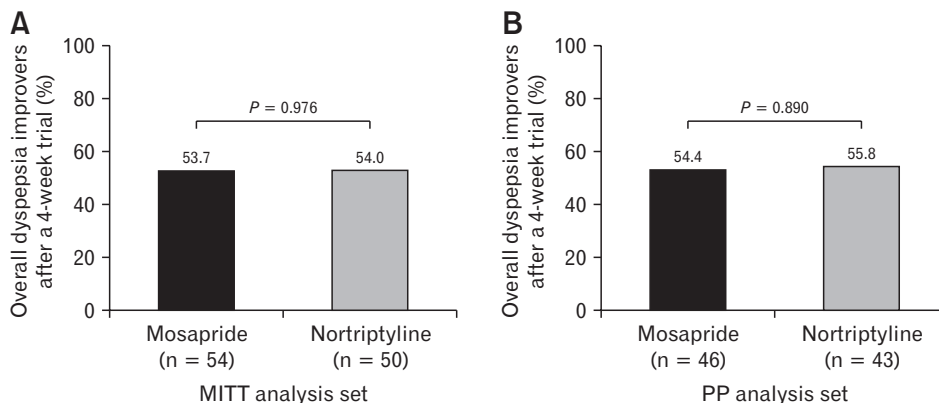 A
Overall dyspepsia improvers
after a 4-week trial (%)
100
80
60
40
20
0
P = 0.976
53.7
54.0
Mosapride
(n = 54)
Nortriptyline
(n = 50)
MITT analysis set
B
Overall dyspepsia improvers
after a 4-week trial (%)
100
80
60
40
20
0
P = 0.890
54.4
55.8
Mosapride
(n = 46)
Nortriptyline
(n = 43)
PP analysis set